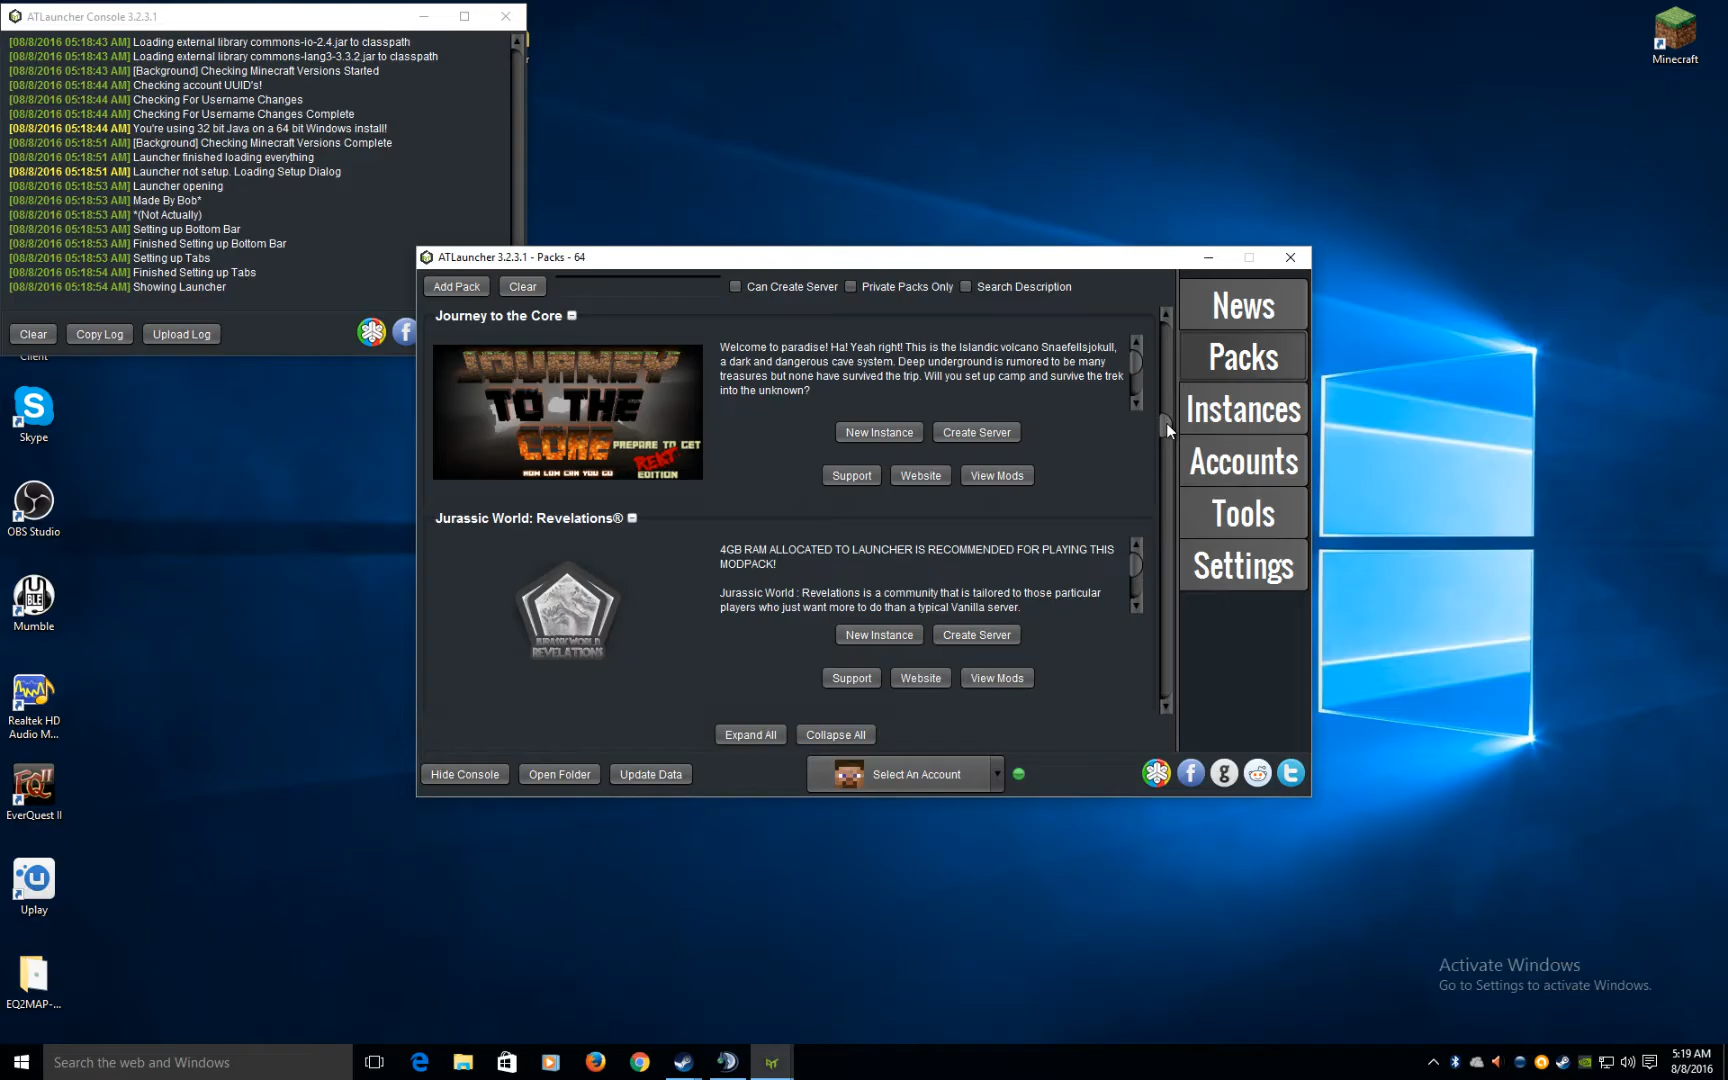 ATLauncher Console 3.2.3.1
[08/8/2016 05:18:43 AM] Loading external library commons-io-2.4.jar to classpath
[08/8/2016 05:18:43 AM] Loading external library commons-lang3-3.3.2.jar to classpath
[08/8/2016 05:18:43 AM] [Background] Checking Minecraft Versions Started
[08/8/2016 05:18:44 AM] Checking account UUID's!
[08/8/2016 05:18:44 AM] Checking For Username Changes
[08/8/2016 05:18:44 AM] Checking For Username Changes Complete
[08/8/2016 05:18:44 AM] You're using 32 bit Java on a 64 bit Windows install!
[08/8/2016 05:18:51 AM] [Background] Checking Minecraft Versions Complete
[08/8/2016 05:18:51 AM] Launcher finished loading everything
[08/8/2016 05:18:51 AM] Launcher not setup. Loading Setup Dialog
[08/8/2016 05:18:53 AM] Launcher opening
[08/8/2016 05:18:53 AM] Made By Bob*
[08/8/2016 05:18:53 AM] *(Not Actually)
[08/8/2016 05:18:53 AM] Setting up Bottom Bar
[08/8/2016 05:18:53 AM] Finished Setting up Bottom Bar
[08/8/2016 05:18:53 AM] Setting up Tabs
[08/8/2016 05:18:54 AM] Finished Setting up Tabs
[08/8/2016 05:18:54 AM] Showing Launcher
Clear Copy Log Upload Log
Client
Skype
OBS Studio
Mumble
Realtek HD
Audio M...
EverQuest II
Uplay
EQ2MAP-...
Minecraft
ATLauncher 3.2.3.1 - Packs - 64
Add Pack Clear Can Create Server Private Packs Only Search Description
Journey to the Core
JOURNEY
TO THE
CORE
PREPARE TO GET
REKT
EDITION
HOW LOW CAN YOU GO
Welcome to paradise! Ha! Yeah right! This is the Islandic volcano Snaefellsjokull,
a dark and dangerous cave system. Deep underground is rumored to be many
treasures but none have survived the trip. Will you set up camp and survive the trek
into the unknown?
New Instance Create Server
Support Website View Mods
Jurassic World: Revelations®
JURASSIC WORLD
REVELATIONS
4GB RAM ALLOCATED TO LAUNCHER IS RECOMMENDED FOR PLAYING THIS
MODPACK!
Jurassic World : Revelations is a community that is tailored to those particular
players who just want more to do than a typical Vanilla server.
New Instance Create Server
Support Website View Mods
Expand All Collapse All
Hide Console Open Folder Update Data Select An Account
News
Packs
Instances
Accounts
Tools
Settings
Activate Windows
Go to Settings to activate Windows.
Search the web and Windows
5:19 AM
8/8/2016